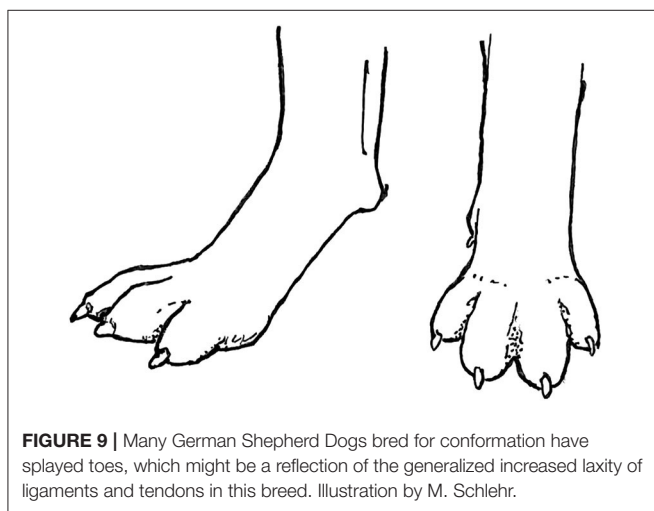 FIGURE 9 | Many German Shepherd Dogs bred for conformation have
splayed toes, which might be a reflection of the generalized increased laxity of
ligaments and tendons in this breed. Illustration by M. Schlehr.